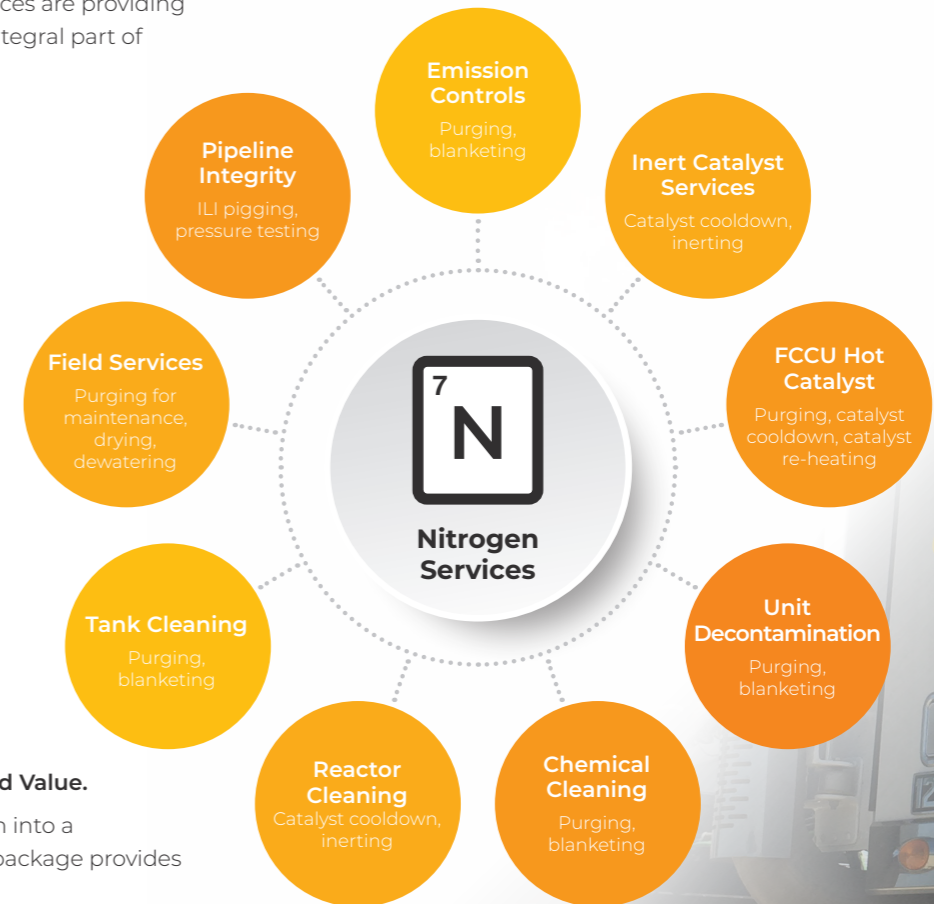 ces are providing
tegral part of
Emission
Controls
Purging,
blanketing
Pipeline
Integrity
ILI pigging,
pressure testing
Inert Catalyst
Services
Catalyst cooldown,
inerting
Field Services
Purging for
maintenance,
drying,
dewatering
FCCU Hot
Catalyst
Purging, catalyst
cooldown, catalyst
re-heating
7
N
Nitrogen
Services
Tank Cleaning
Purging,
blanketing
Unit
Decontamination
Purging,
blanketing
Reactor
Cleaning
Catalyst cooldown,
inerting
Chemical
Cleaning
Purging,
blanketing
d Value.
n into a
package provides